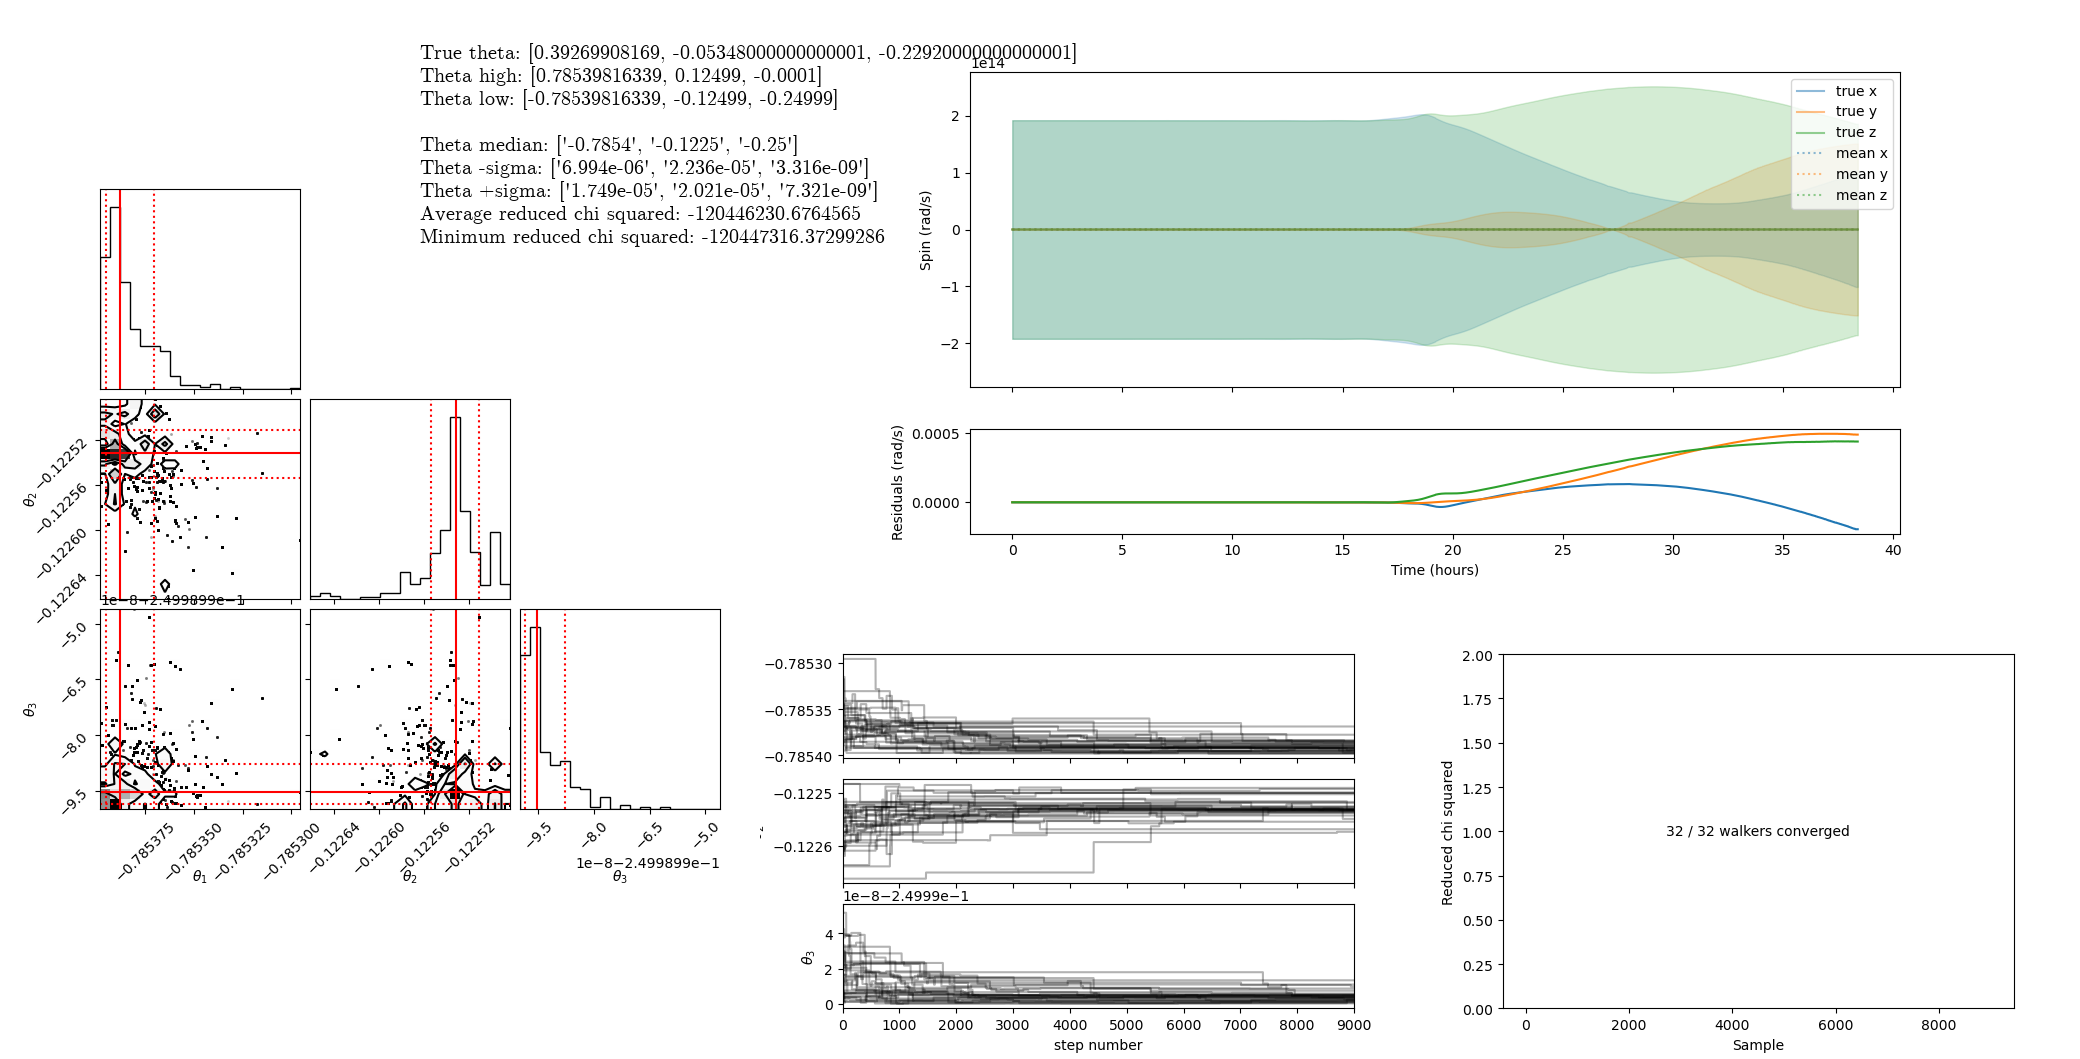 True theta: [0.39269908169, -0.05348000000000001, -0.22920000000000001]
Theta high: [0.78539816339, 0.12499, -0.0001]
Theta low: [-0.78539816339, -0.12499, -0.24999]
Theta median: ['-0.7854', '-0.1225', '-0.25']
Theta -sigma: ['6.994e-06', '2.236e-05', '3.316e-09']
Theta +sigma: ['1.749e-05', '2.021e-05', '7.321e-09']
Average reduced chi squared: -120446230.6764565
Minimum reduced chi squared: -120447316.37299286
1e14
Spin (rad/s)
2
1
0
−1
−2
true x
true y
true z
mean x
mean y
mean z
Residuals (rad/s)
0.0005
0.0000
0 5 10 15 20 25 30 35 40
Time (hours)
θ2
−0.12252
−0.12256
−0.12260
−0.12264
1e−8−2.499899e−1
θ3
−5.0
−6.5
−8.0
−9.5
−0.785375 −0.785350 −0.785325 −0.785300
θ1
−0.12264 −0.12260 −0.12256 −0.12252
θ2
−9.5 −8.0 −6.5 −5.0
1e−8−2.499899e−1
θ3
−0.78530
−0.78535
−0.78540
−0.1225
−0.1226
1e−8−2.4999e−1
θ3
4
2
0
0 1000 2000 3000 4000 5000 6000 7000 8000 9000
step number
Reduced chi squared
2.00
1.75
1.50
1.25
1.00
0.75
0.50
0.25
0.00
32 / 32 walkers converged
0 2000 4000 6000 8000
Sample